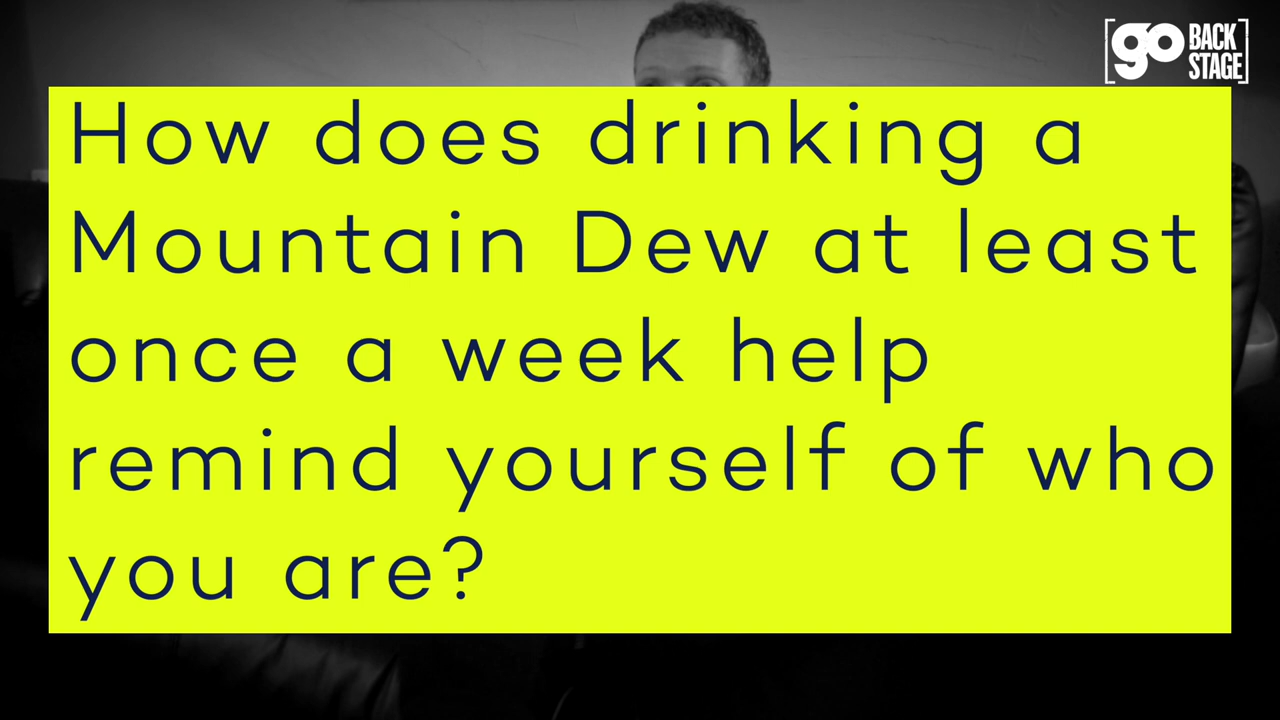 go BACK
STAGE
How does drinking a
Mountain Dew at least
once a week help
remind yourself of who
you are?